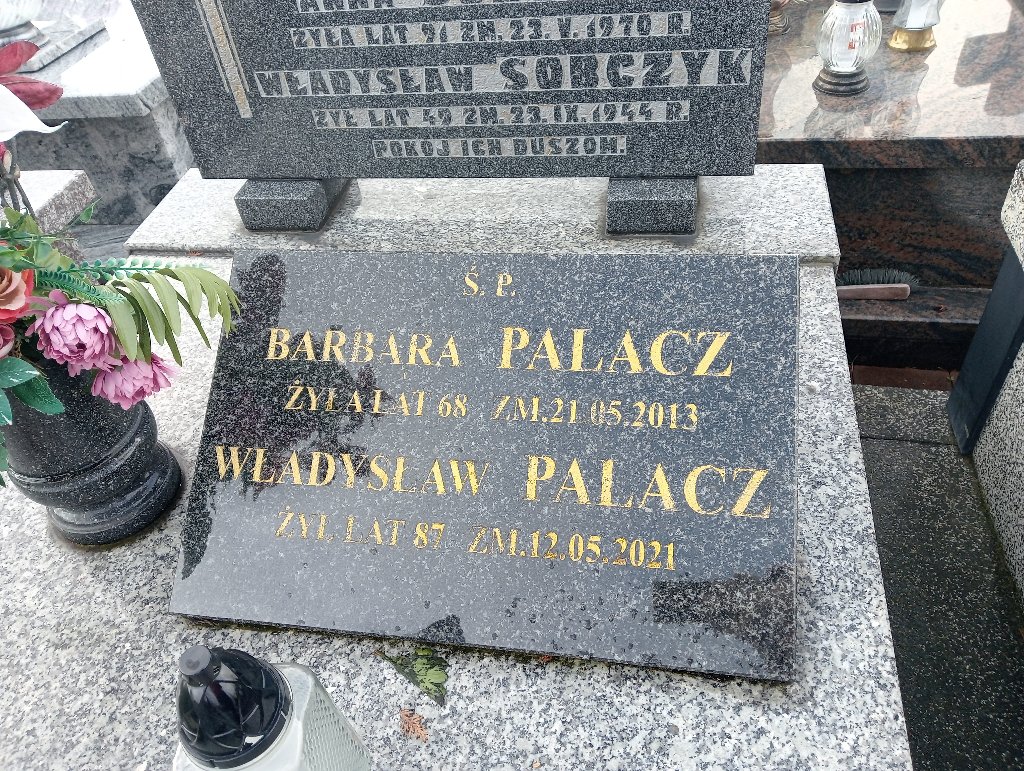 ANNA
ŻYŁA LAT 91 ZM. 23.V.1970 R.
WŁADYSŁAW SOBCZYK
ŻYŁ LAT 49 ZM. 23.IX.1944 R.
POKÓJ ICH DUSZOM.
Ś. P.
BARBARA PALACZ
ŻYŁA LAT 68 ZM.21.05.2013
WŁADYSŁAW PALACZ
ŻYŁ LAT 87 ZM.12.05.2021